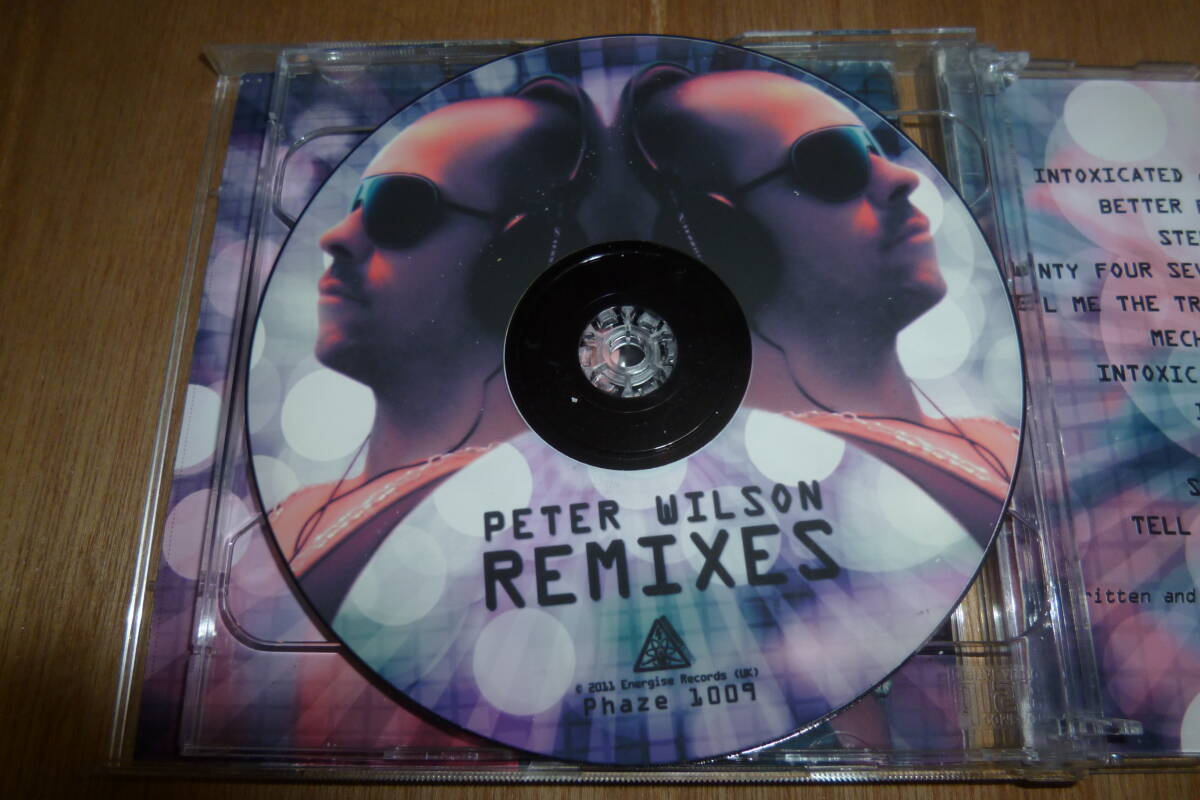 PETER WILSON
REMIXES
© 2011 Energise Records (UK)
Phaze 1009
INTOXICATED
BETTER
STE
NTY FOUR SEV
L ME THE TR
MECH
INTOXIC
S
TELL
ritten and